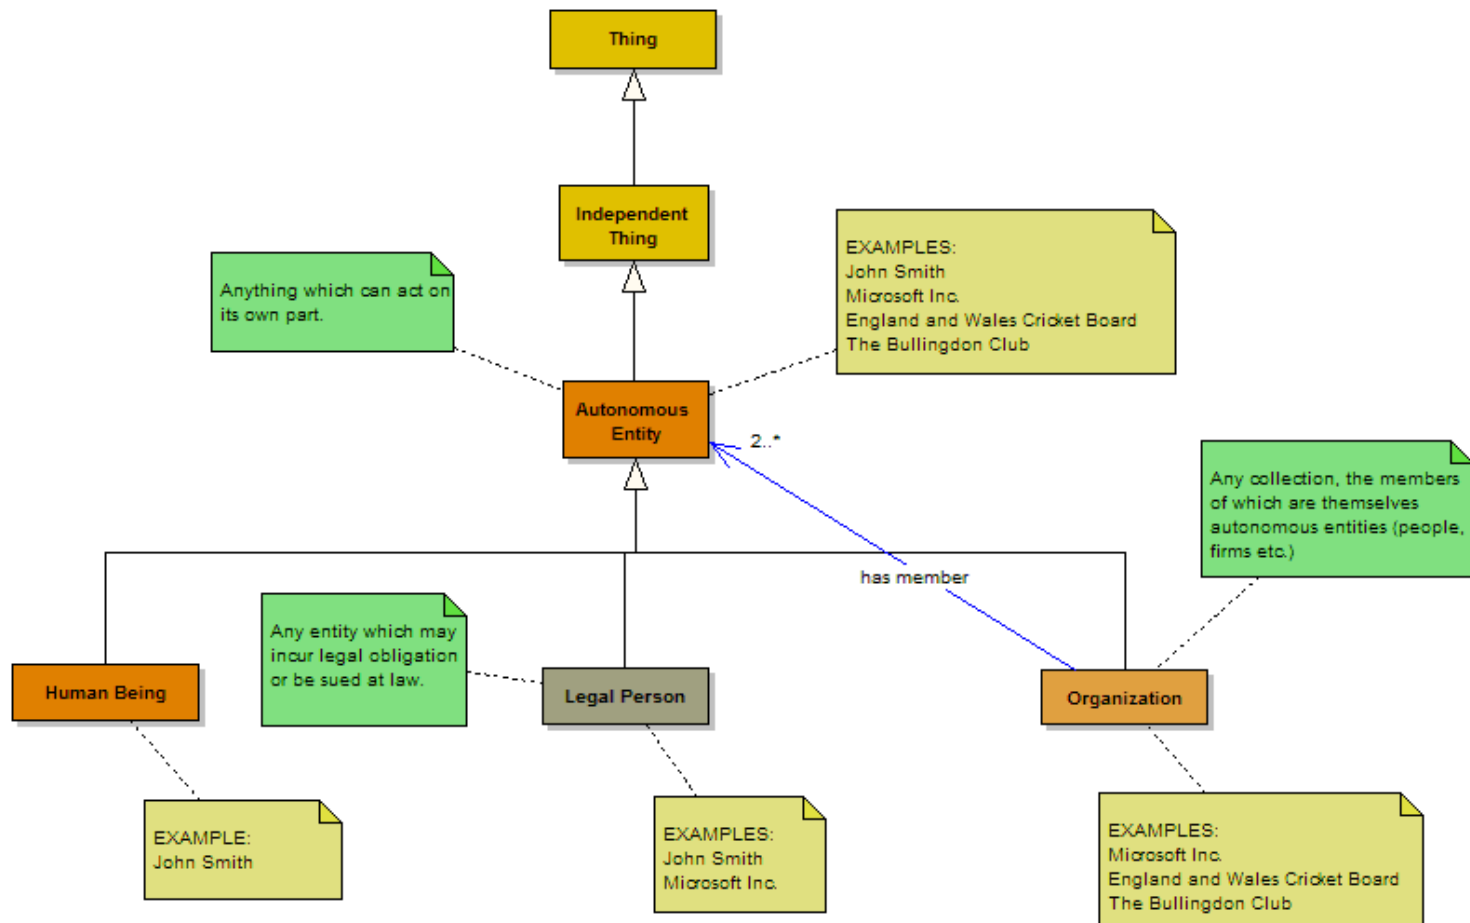 Thing
Independent
Thing
EXAMPLES:
John Smith
Microsoft Inc.
England and Wales Cricket Board
The Bullingdon Club
Anything which can act on
its own part.
Autonomous
Entity
2..*
Any collection, the members
of which are themselves
autonomous entities (people,
firms etc.)
has member
Any entity which may
incur legal obligation
or be sued at law.
Human Being
Legal Person
Organization
EXAMPLE:
John Smith
EXAMPLES:
John Smith
Microsoft Inc.
EXAMPLES:
Microsoft Inc.
England and Wales Cricket Board
The Bullingdon Club